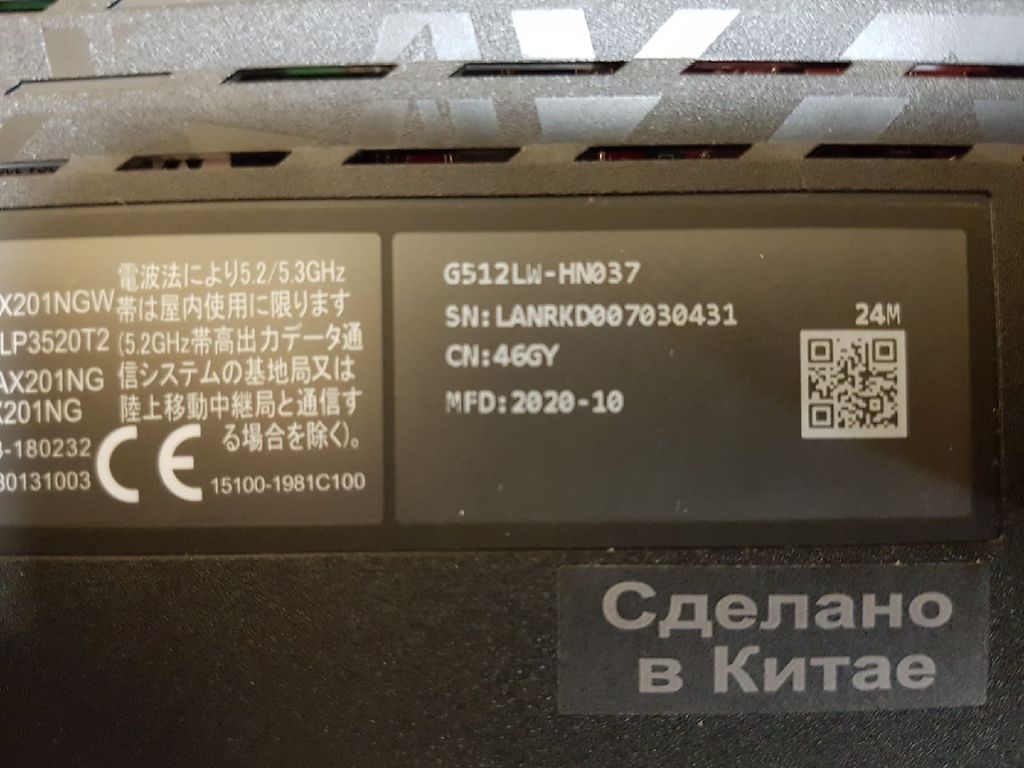 X201NGW
LP3520T2
AX201NG
X201NG
-180232
30131003
電波法により5.2/5.3GHz
帯は屋内使用に限ります
(5.2GHz帯高出力データ通
信システムの基地局又は
陸上移動中継局と通信す
る場合を除く)。
CE
15100-1981C100
G512LW-HN037
SN:LANRKD007030431
CN:46GY
MFD:2020-10
24M
Сделано
в Китае